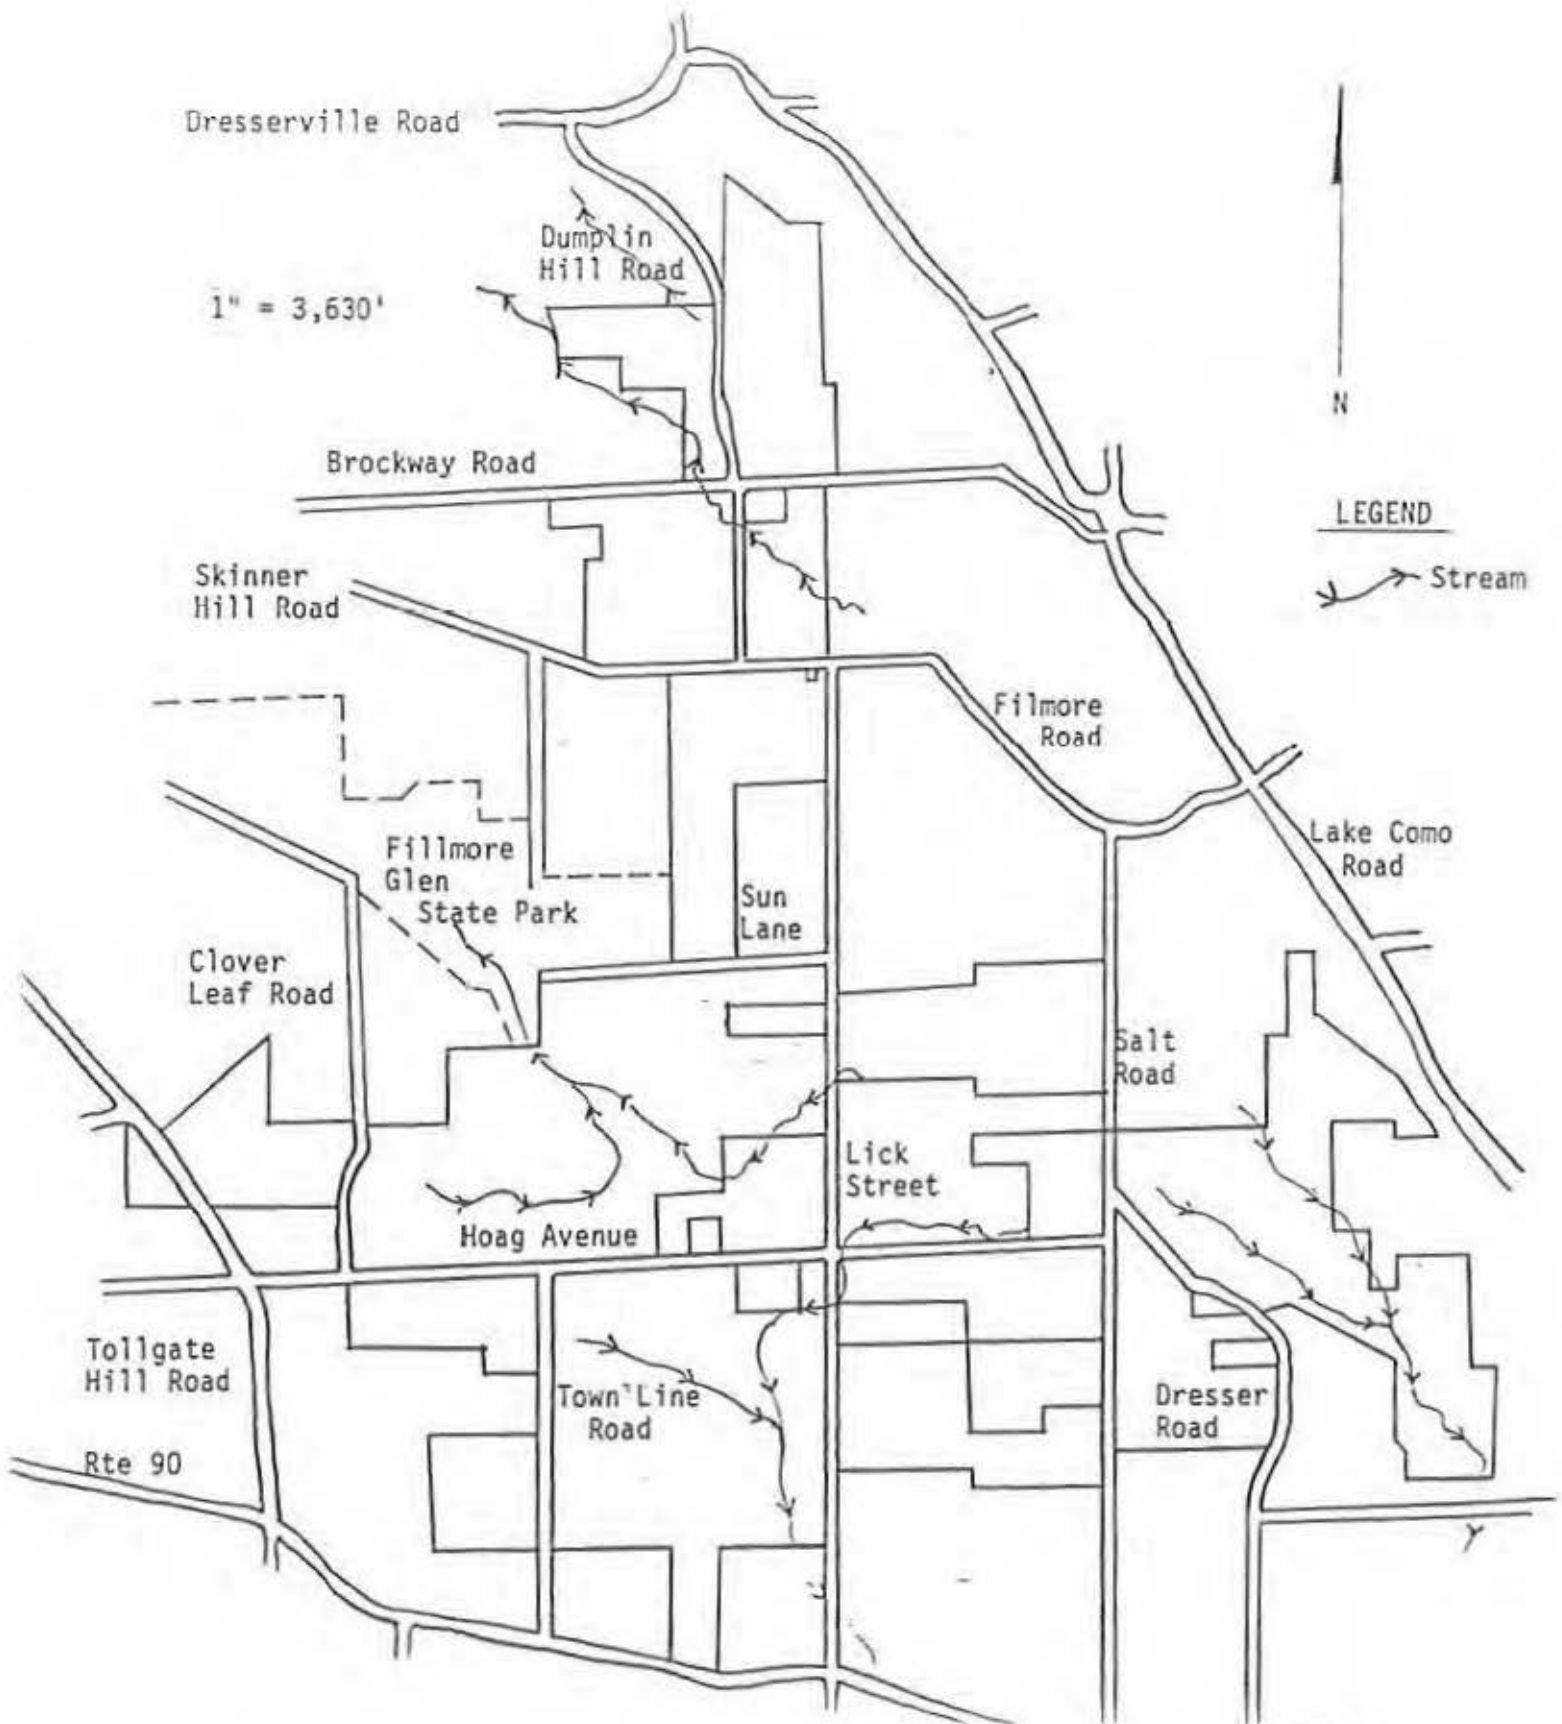 Dresserville Road
Dumplin
Hill Road
1" = 3,630'
N
Brockway Road
LEGEND
Stream
Skinner
Hill Road
Filmore
Road
Lake Como
Road
Fillmore
Glen
State Park
Sun
Lane
Clover
Leaf Road
Salt
Road
Lick
Street
Hoag Avenue
Tollgate
Hill Road
Town Line
Road
Dresser
Road
Rte 90